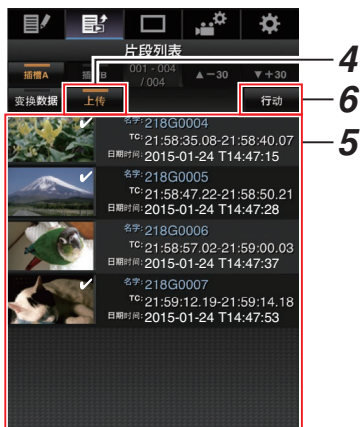 片段列表
插槽A 插槽B 001 - 004 / 004 ▲－30 ▼＋30
变换数据 上传 行动
4
6
5
名字: 218G0004
TC: 21:58:35.08-21:58:40.07
日期时间: 2015-01-24 T14:47:15
名字: 218G0005
TC: 21:58:47.22-21:58:50.21
日期时间: 2015-01-24 T14:47:28
名字: 218G0006
TC: 21:58:57.02-21:59:00.03
日期时间: 2015-01-24 T14:47:37
名字: 218G0007
TC: 21:59:12.19-21:59:14.18
日期时间: 2015-01-24 T14:47:53